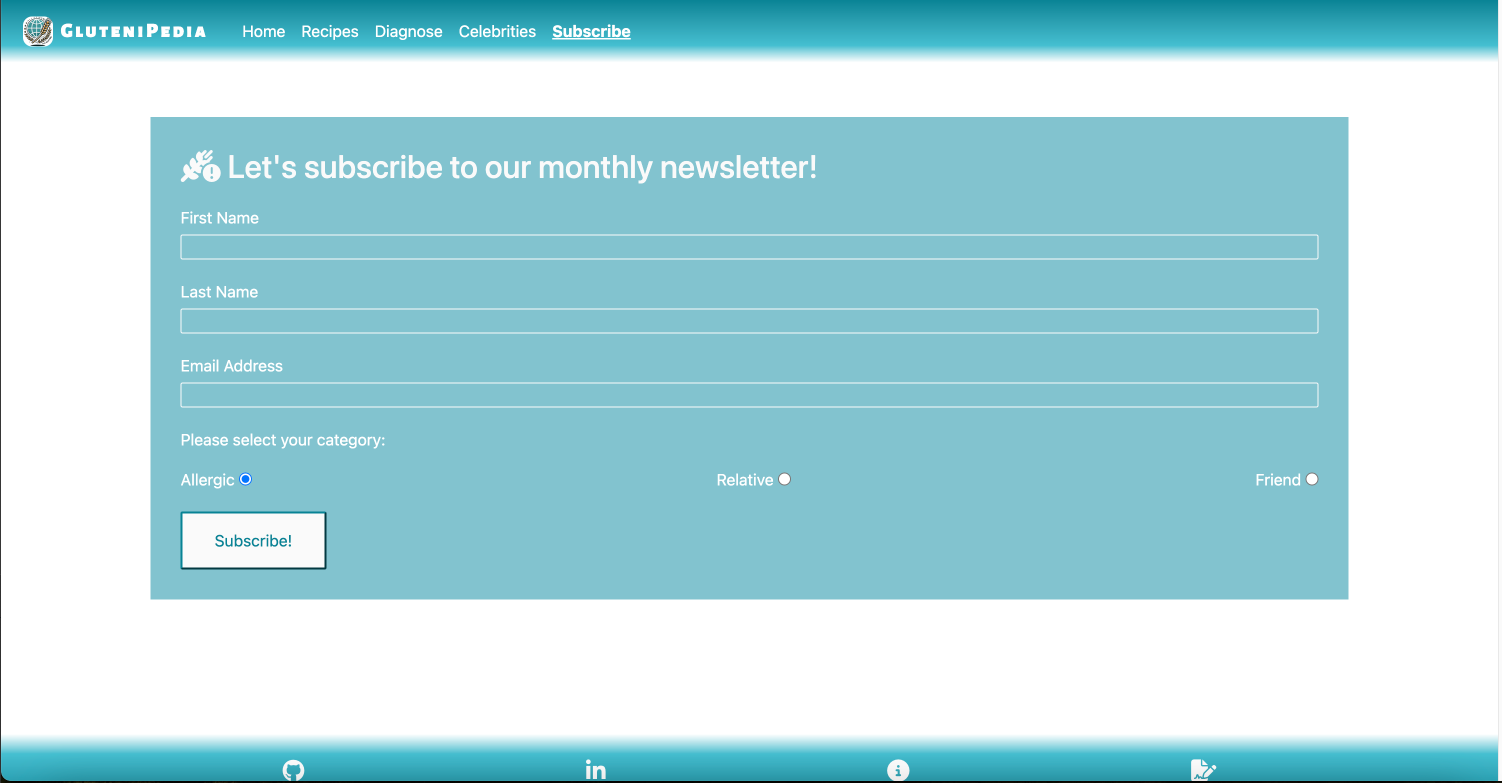 GluteniPedia Home Recipes Diagnose Celebrities Subscribe
Let's subscribe to our monthly newsletter!
First Name
Last Name
Email Address
Please select your category:
Allergic Relative Friend
Subscribe!
in